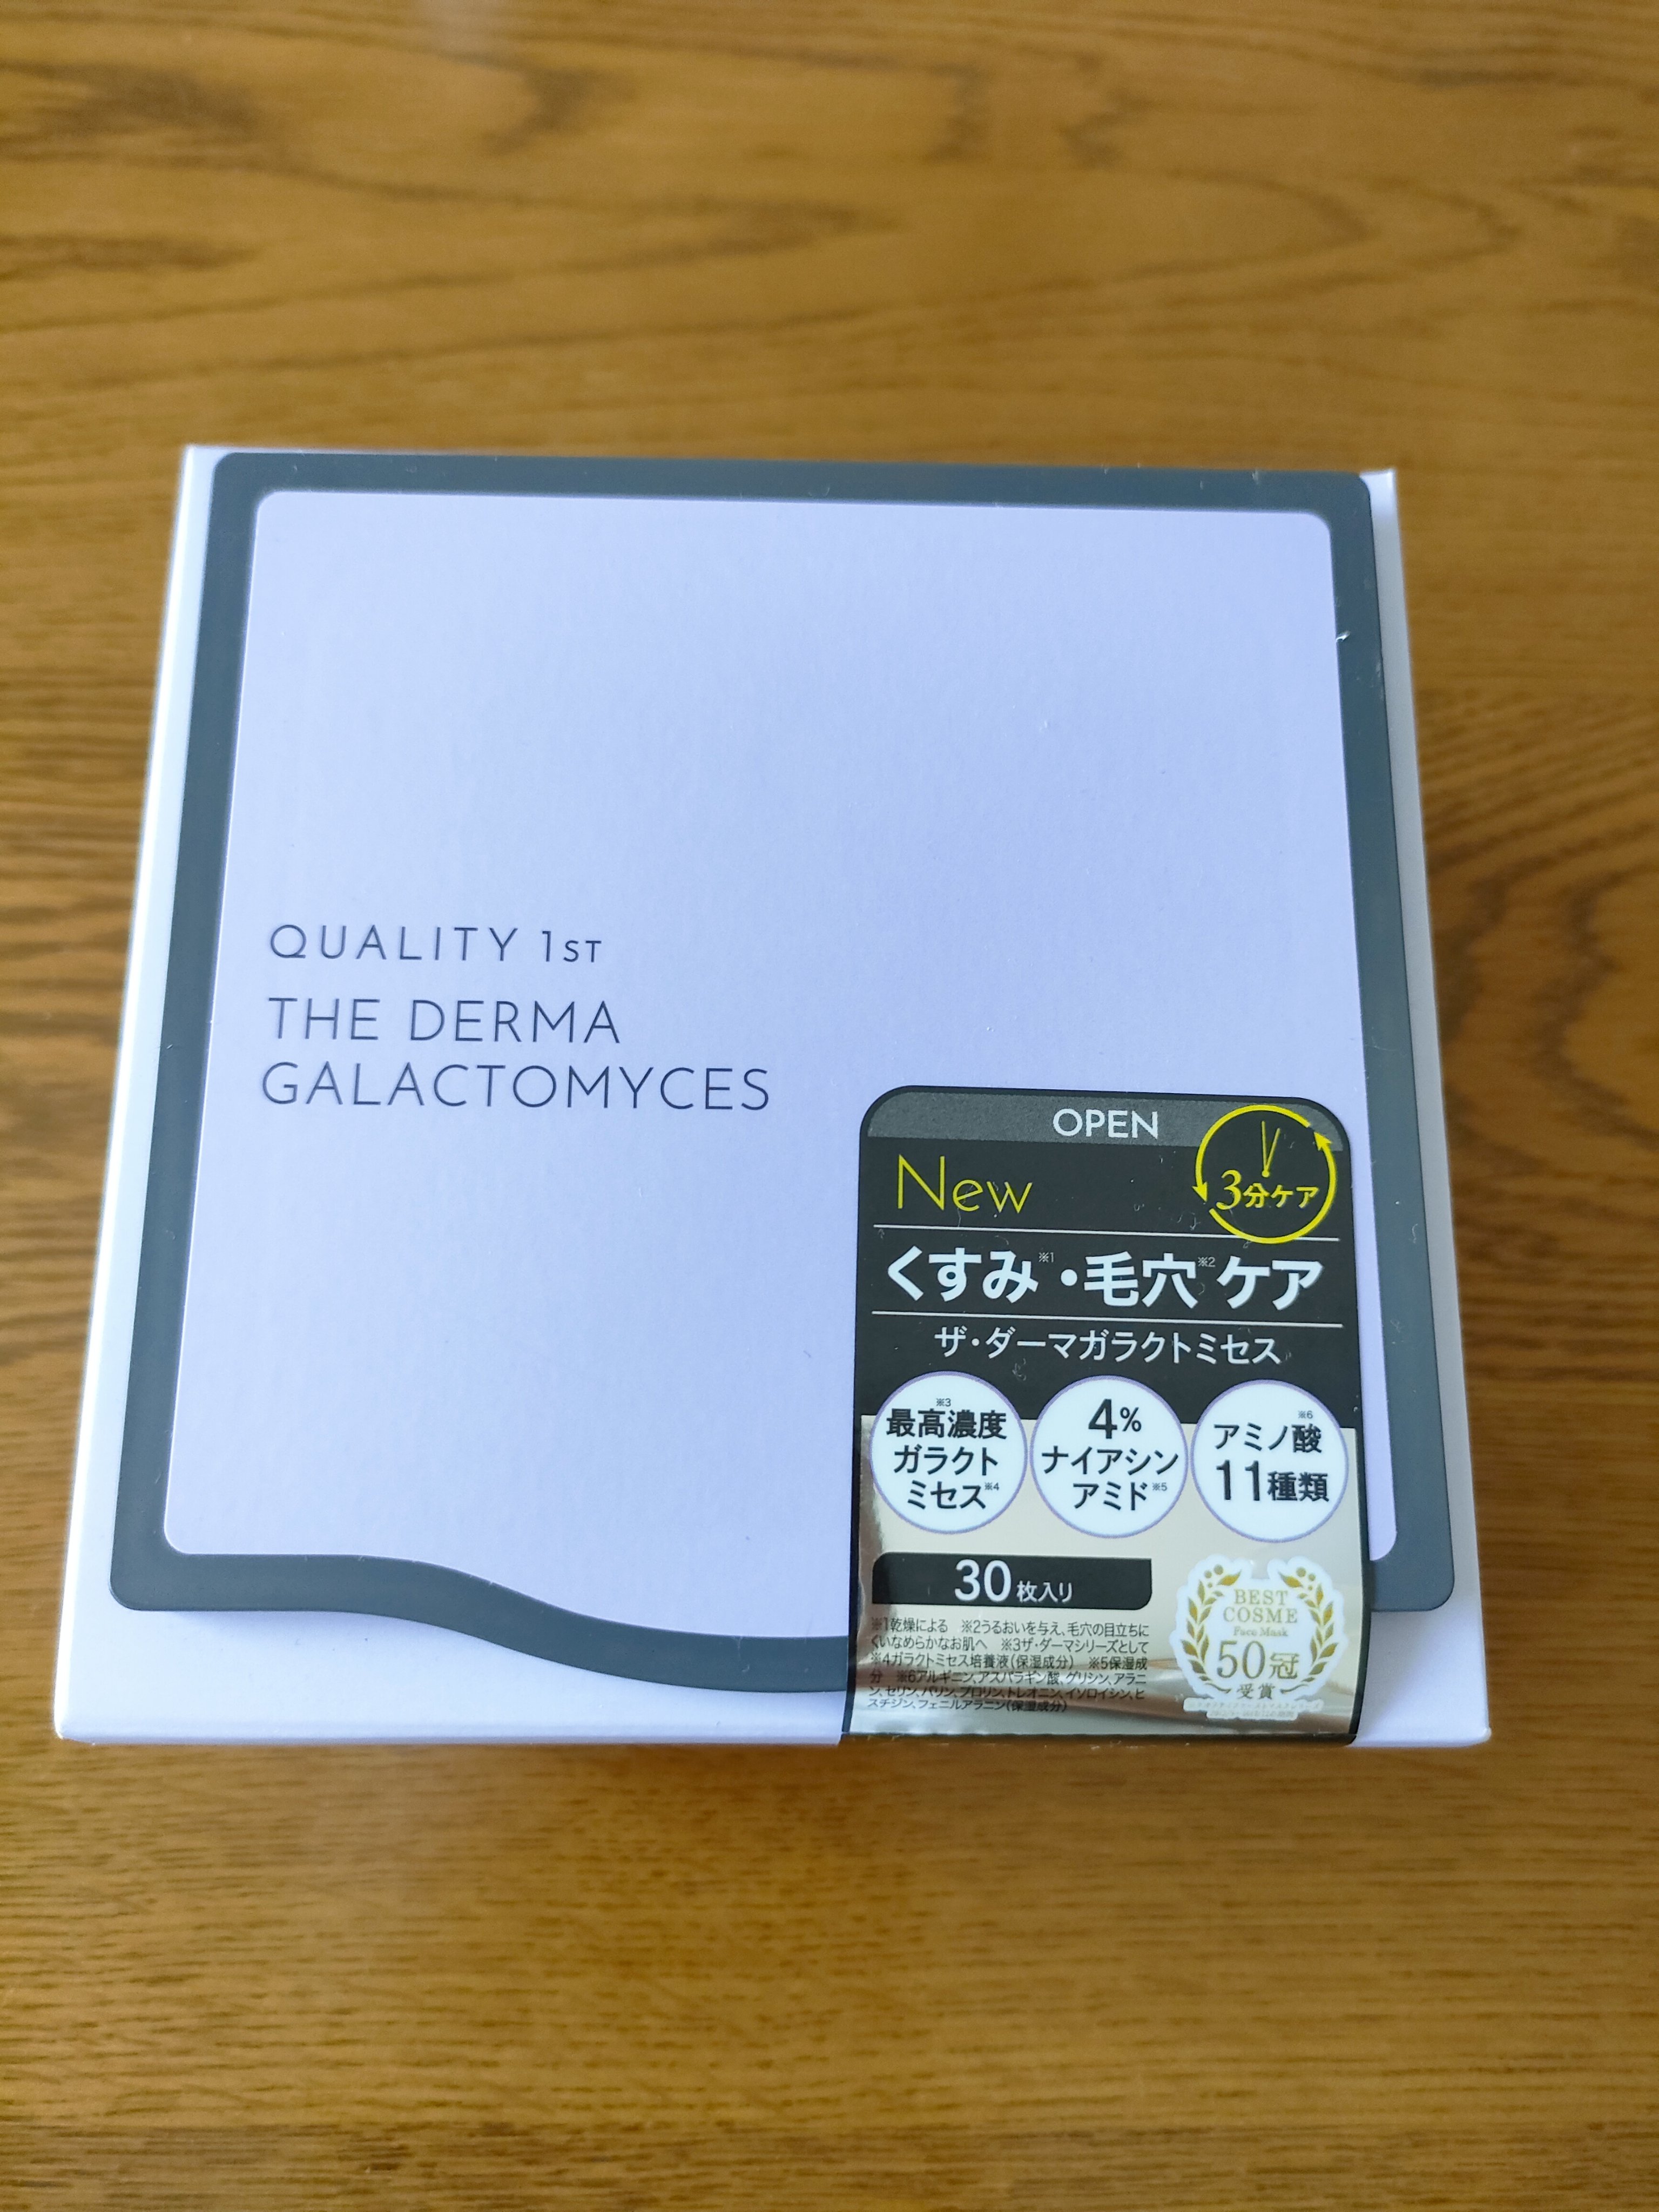 QUALITY 1ST
THE DERMA
GALACTOMYCES
OPEN
New
3分ケア
くすみ※1・毛穴※2ケア
ザ・ダーマガラクトミセス
※3
最高濃度
ガラクト
ミセス※4
4%
ナイアシン
アミド※5
※6
アミノ酸
11種類
30枚入り
※1乾燥による ※2うるおいを与え、毛穴の目立ちに
くいなめらかなお肌へ ※3ザ・ダーマシリーズとして
※4ガラクトミセス培養液(保湿成分) ※5保湿成
分 ※6アルギニン,アスパラギン酸,グリシン,アラニ
ン,セリン,バリン,プロリン,トレオニン,イソロイシン,ヒ
スチジン,フェニルアラニン(保湿成分)
BEST
COSME
Face Mask
50冠
受賞